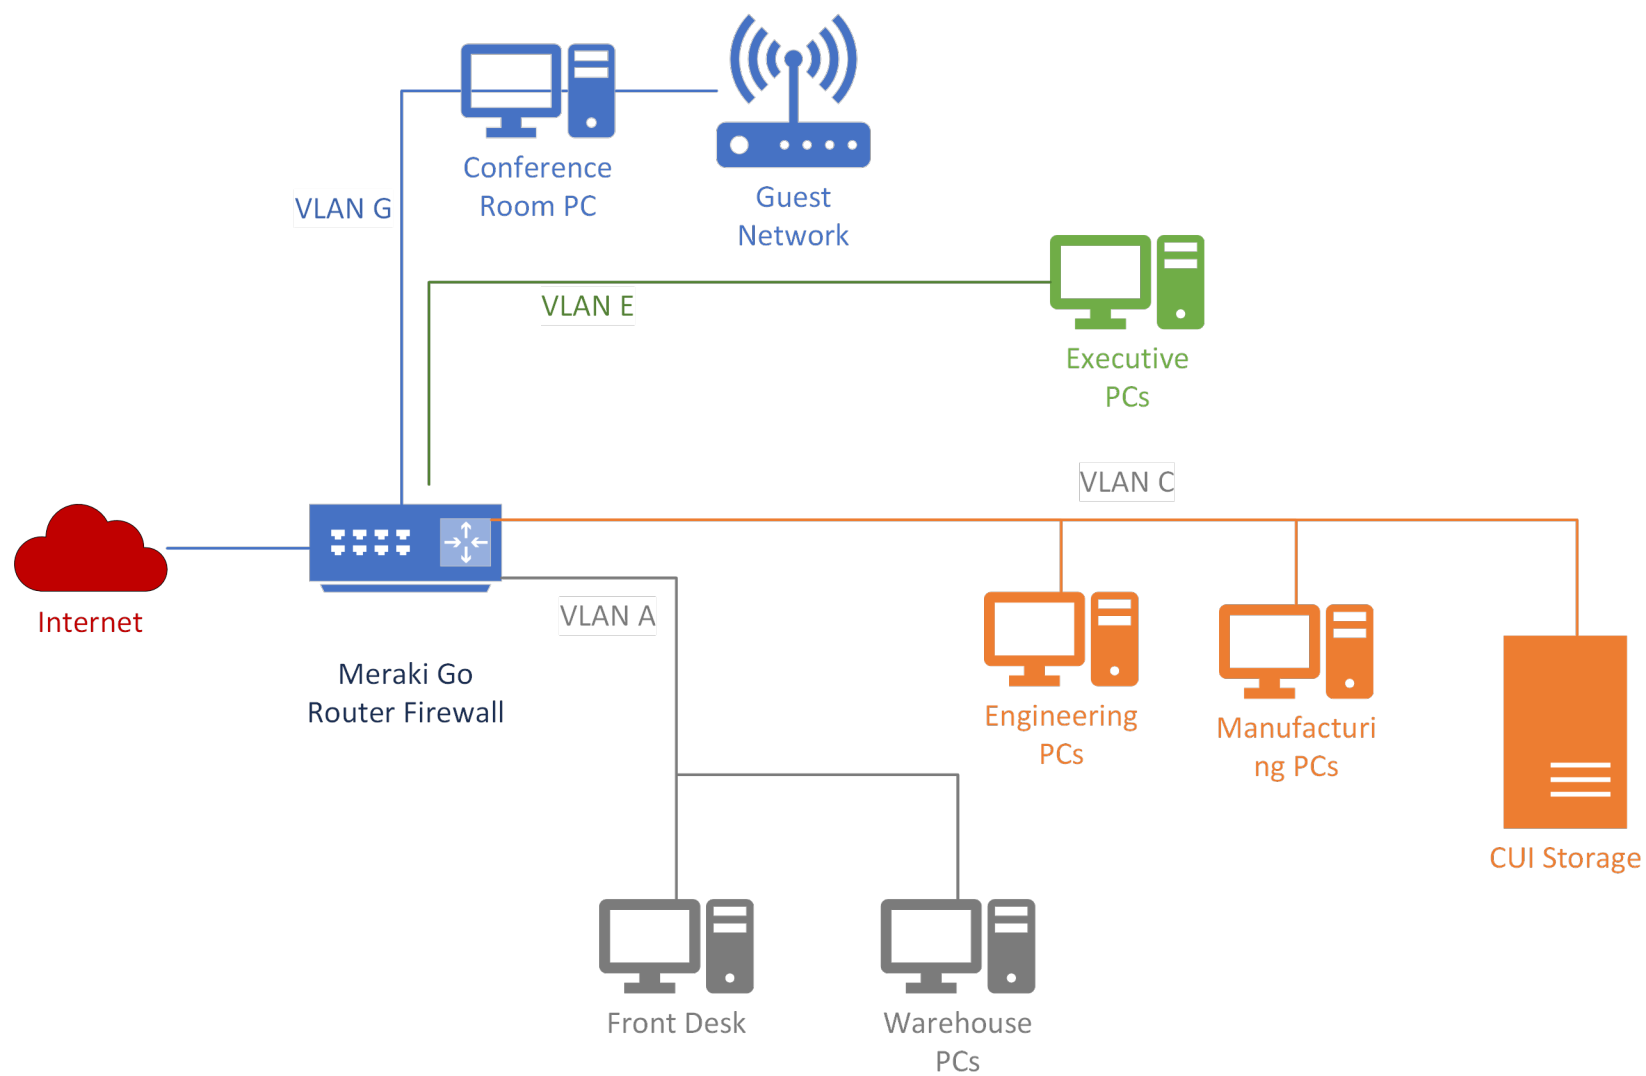 Conference
Room PC
Guest
Network
VLAN G
VLAN E
Executive
PCs
VLAN C
Internet
VLAN A
Meraki Go
Router Firewall
Engineering
PCs
Manufacturi
ng PCs
CUI Storage
Front Desk
Warehouse
PCs